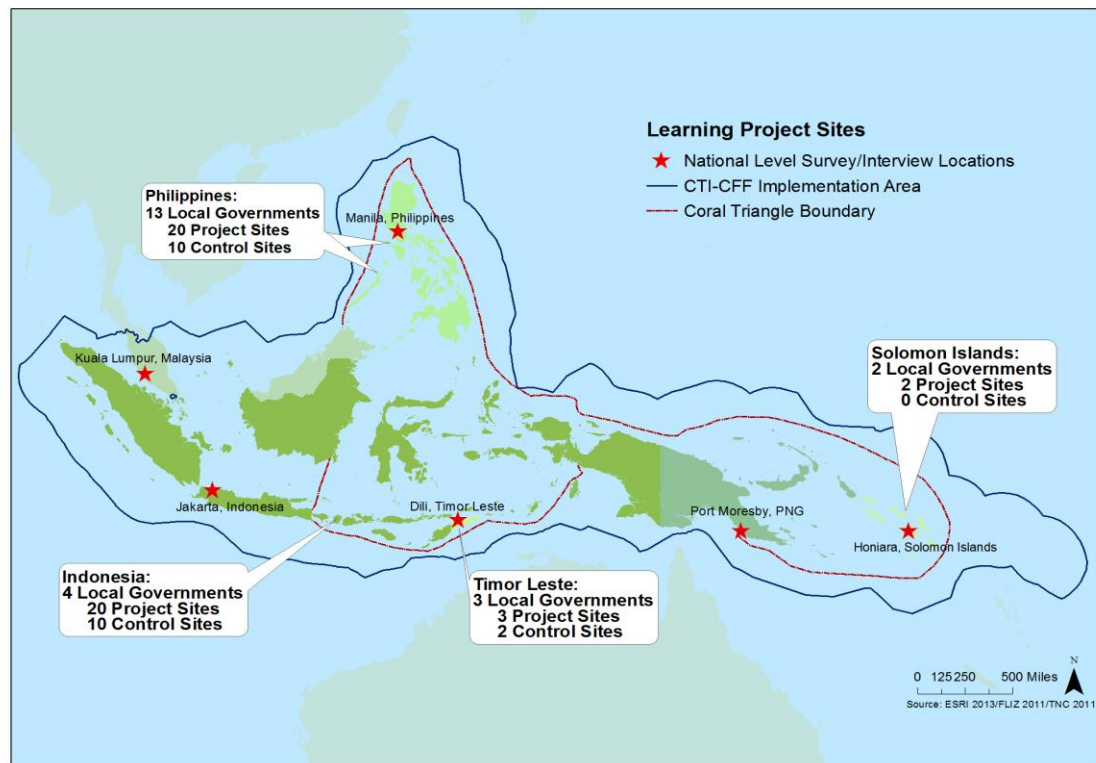 Learning Project Sites
National Level Survey/Interview Locations
CTI-CFF Implementation Area
Coral Triangle Boundary
Philippines:
13 Local Governments
20 Project Sites
10 Control Sites
Manila, Philippines
Kuala Lumpur, Malaysia
Solomon Islands:
2 Local Governments
2 Project Sites
0 Control Sites
Jakarta, Indonesia
Dili, Timor Leste
Port Moresby, PNG
Honiara, Solomon Islands
Indonesia:
4 Local Governments
20 Project Sites
10 Control Sites
Timor Leste:
3 Local Governments
3 Project Sites
2 Control Sites
N
0 125 250 500 Miles
Source: ESRI 2013/FLIZ 2011/TNC 2011